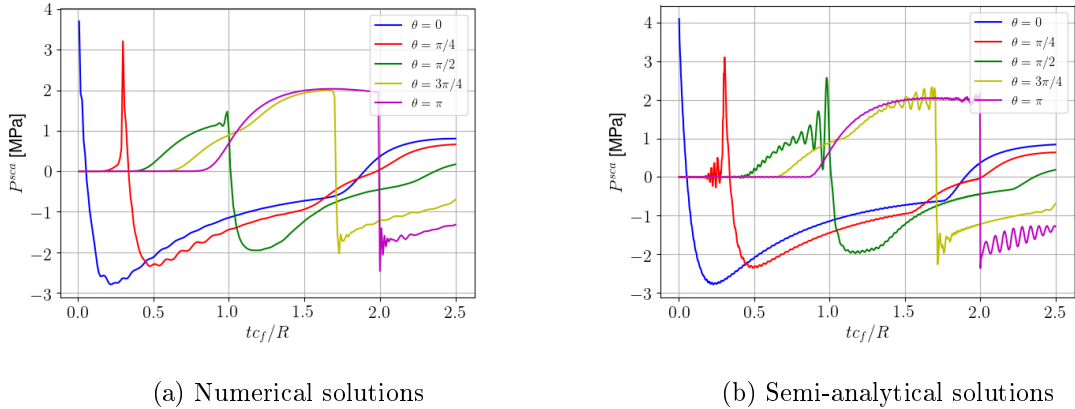 4
3
2
1
0
−1
−2
−3
P^{sca} [MPa]
0.0 0.5 1.0 1.5 2.0 2.5
tc_f/R
θ = 0
θ = π/4
θ = π/2
θ = 3π/4
θ = π
(a) Numerical solutions
4
3
2
1
0
−1
−2
−3
P^{sca} [MPa]
0.0 0.5 1.0 1.5 2.0 2.5
tc_f/R
θ = 0
θ = π/4
θ = π/2
θ = 3π/4
θ = π
(b) Semi-analytical solutions